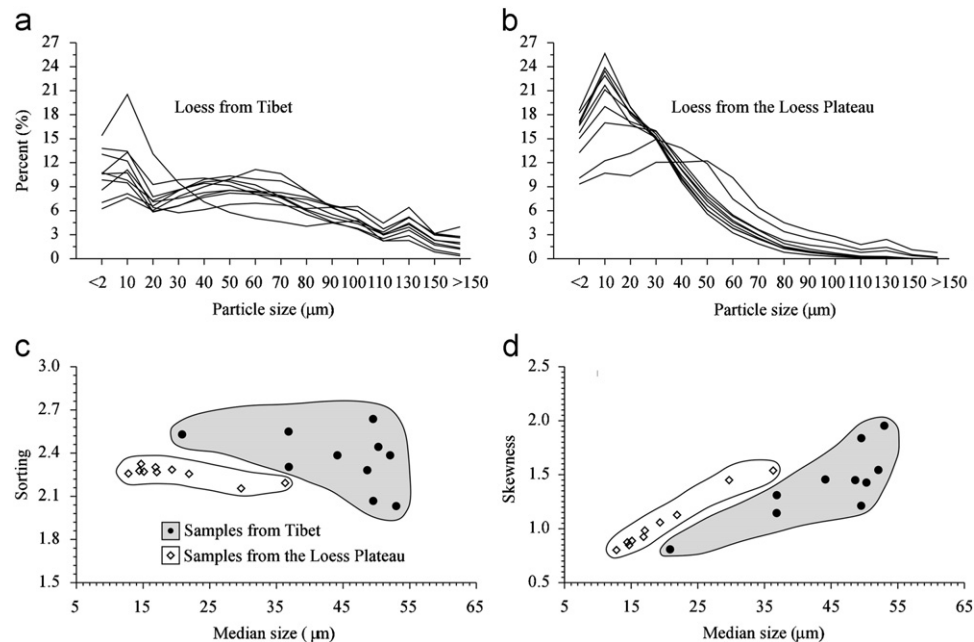 a
27
24
21
18
15
12
9
6
3
0
Percent (%)
Loess from Tibet
<2 10 20 30 40 50 60 70 80 90 100 110 130 140 >150
Particle size (μm)
b
27
24
21
18
15
12
9
6
3
0
Loess from the Loess Plateau
<2 10 20 30 40 50 60 70 80 90 100 110 130 140 >150
Particle size (μm)
c
3.0
2.7
2.4
2.1
1.8
1.5
Sorting
Samples from Tibet
Samples from the Loess Plateau
5 15 25 35 45 55 65
Median size ( μm)
d
2.5
2.0
1.5
1.0
0.5
Skewness
5 15 25 35 45 55 65
Median size (μm)